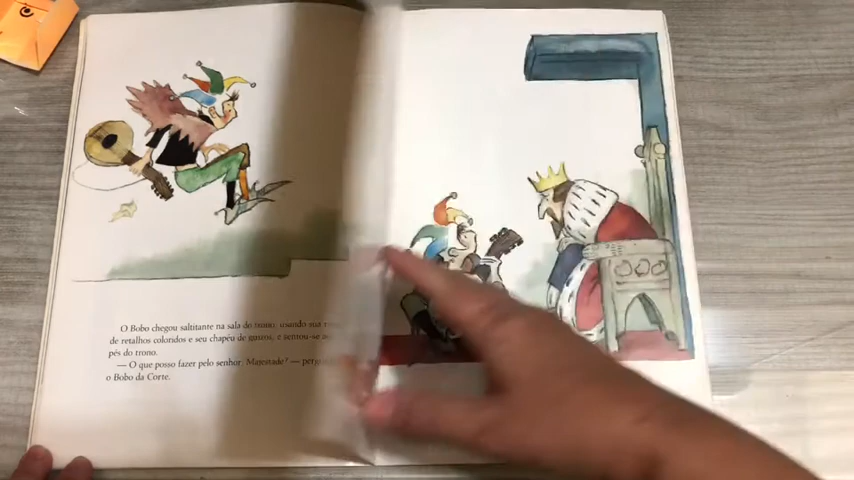 O Bobo chegou saltitante na sala do trono, usando sua
de retalhos coloridos e seu chapéu de guizos, e sentou-se
pés do trono.
— O que posso fazer pelo senhor, Majestade? —
o Bobo da Corte.